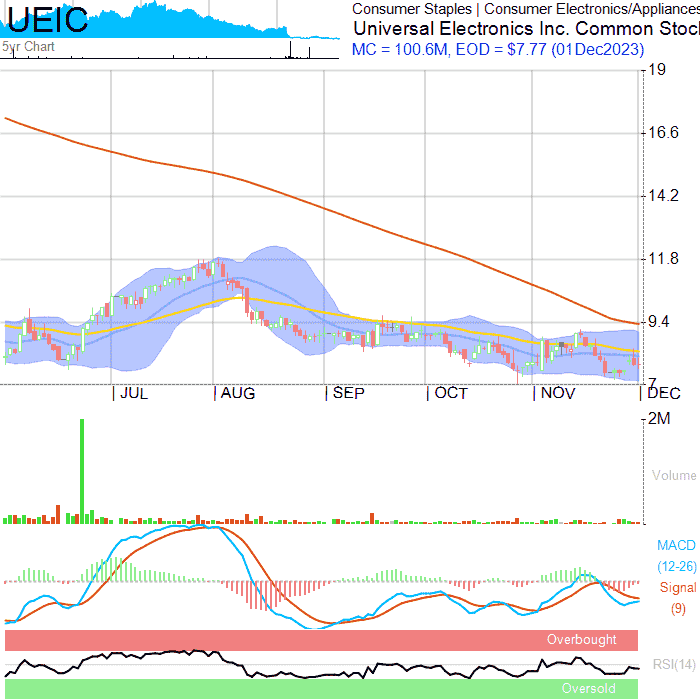 UEIC
5yr Chart
Consumer Staples | Consumer Electronics/Appliances
Universal Electronics Inc. Common Stoc
MC = 100.6M, EOD = $7.77 (01Dec2023)
19
16.6
14.2
11.8
9.4
7
JUL
AUG
SEP
OCT
NOV
DEC
2M
Volume
MACD
(12-26)
Signal
(9)
Overbought
RSI(14)
Oversold